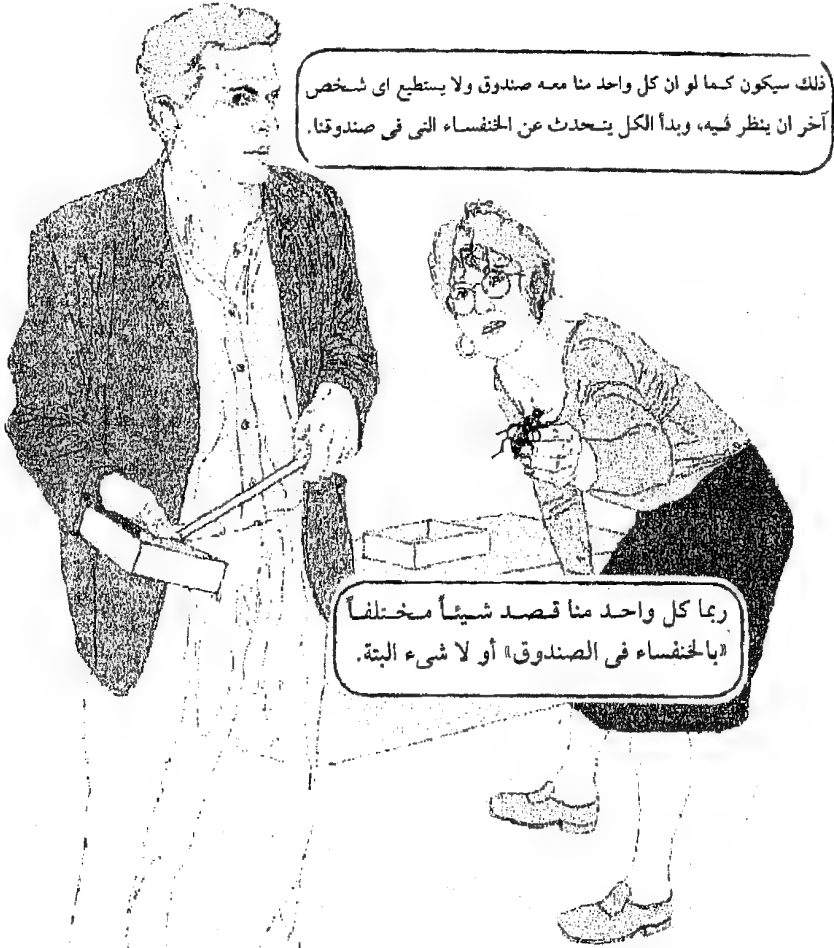 ذلك سيكون كما لو ان كل واحد منا معه صندوق ولا يستطيع اى شخص
آخر ان ينظر فيه، وبدأ الكل يتحدث عن الخنفساء التى فى صندوقنا.
ربما كل واحد منا قصد شيئاً مختلفاً
«بالخنفساء فى الصندوق» أو لا شىء البتة.